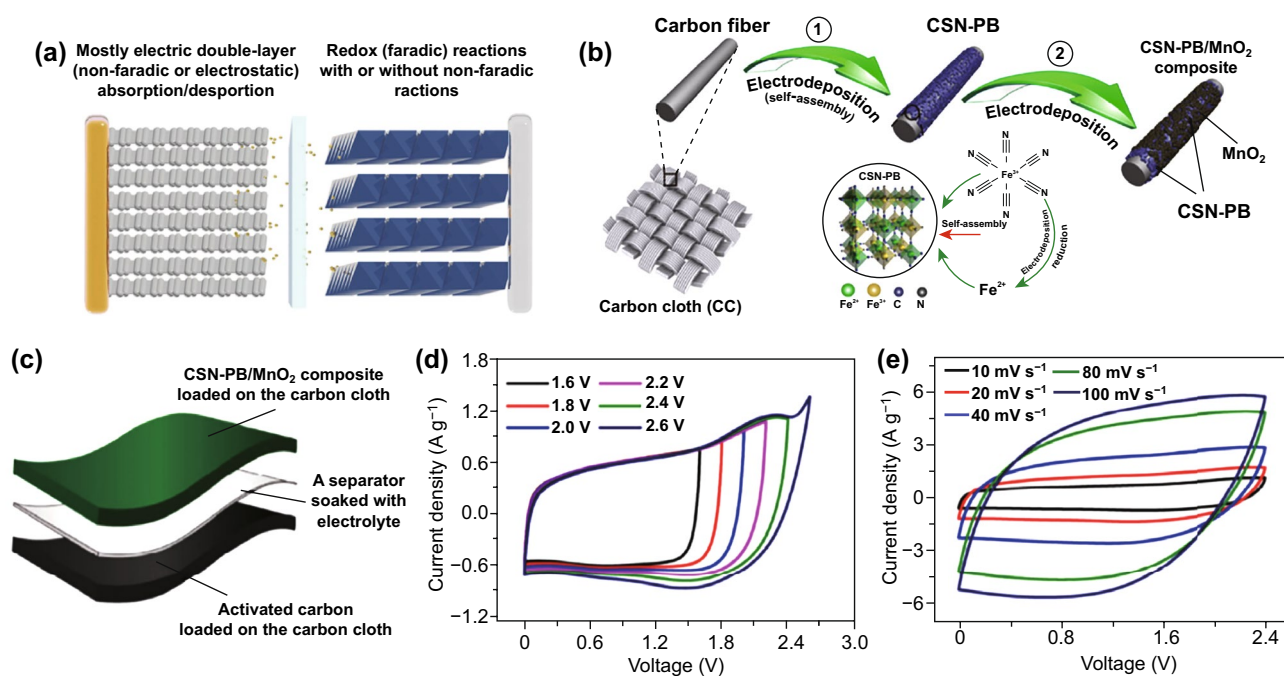 (a)
Mostly electric double-layer
(non-faradic or electrostatic)
absorption/desportion
Redox (faradic) reactions
with or without non-faradic
ractions
(b)
Carbon fiber
Carbon cloth (CC)
1
Electrodeposition
(self-assembly)
CSN-PB
2
Electrodeposition
CSN-PB/MnO₂
composite
MnO₂
CSN-PB
CSN-PB
Self-assembly
N
N
N
Fe³⁺
N
N
N
Electrodeposition
reduction
Fe²⁺
Fe²⁺ Fe³⁺ C N
(c)
CSN-PB/MnO₂ composite
loaded on the carbon cloth
A separator
soaked with
electrolyte
Activated carbon
loaded on the carbon cloth
(d)
Current density (A g⁻¹)
1.8
1.2
0.6
0.0
−0.6
−1.2
1.6 V 2.2 V
1.8 V 2.4 V
2.0 V 2.6 V
0 0.6 1.2 1.8 2.4 3.0
Voltage (V)
(e)
Current density (A g⁻¹)
6
3
0
−3
−6
10 mV s⁻¹ 80 mV s⁻¹
20 mV s⁻¹ 100 mV s⁻¹
40 mV s⁻¹
0 0.8 1.6 2.4
Voltage (V)